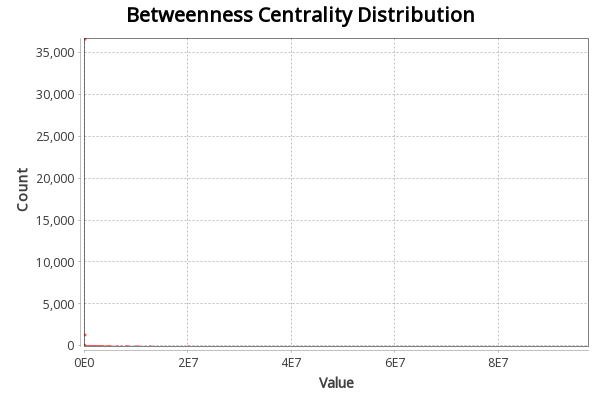 Betweenness Centrality Distribution
35,000
30,000
25,000
20,000
15,000
10,000
5,000
0
Count
0E0 2E7 4E7 6E7 8E7
Value